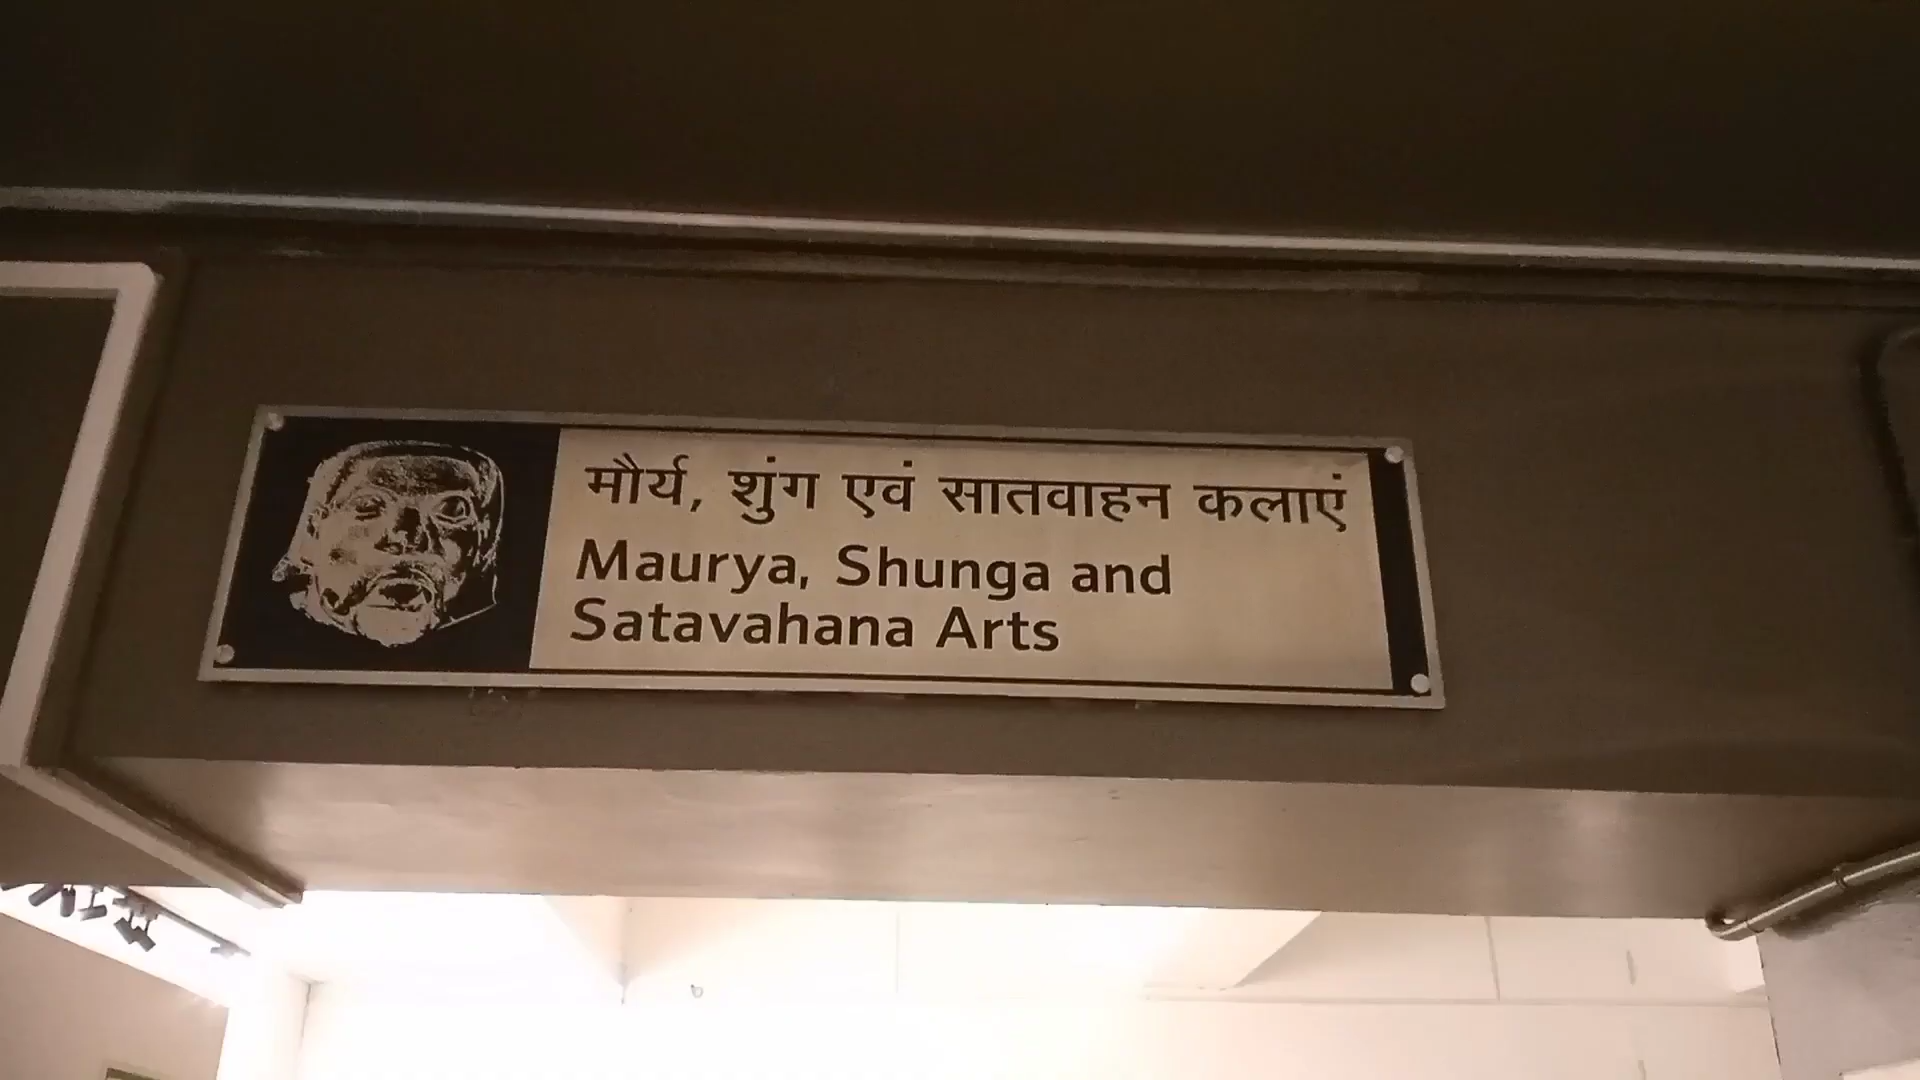 मौर्य, शुंग एवं सातवाहन कलाएं
Maurya, Shunga and
Satavahana Arts